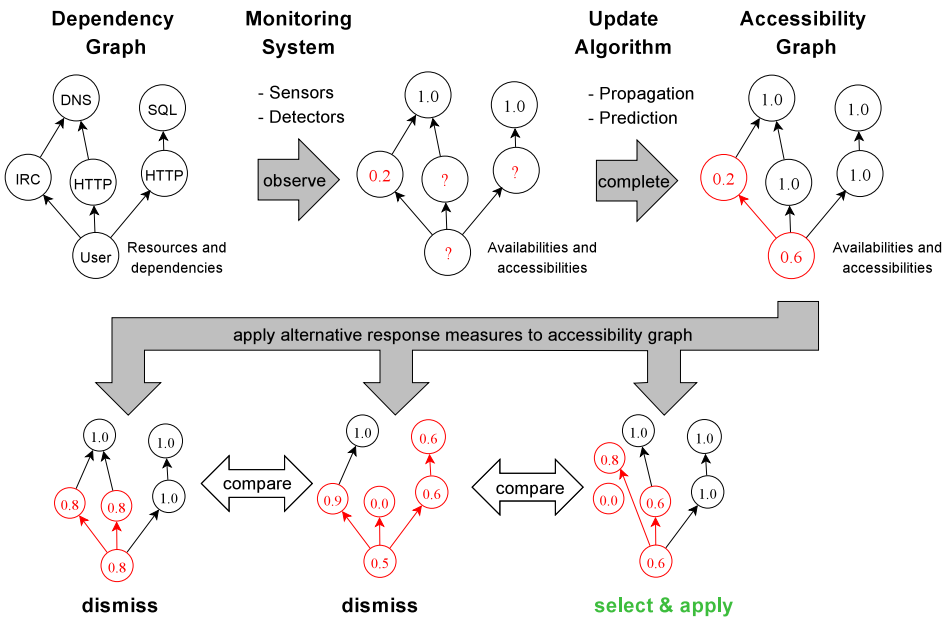 Dependency
Graph
Monitoring
System
Update
Algorithm
Accessibility
Graph
DNS
SQL
IRC
HTTP
HTTP
User
Resources and
dependencies
- Sensors
- Detectors
observe
1.0
1.0
0.2
?
?
?
Availabilities and
accessibilities
- Propagation
- Prediction
complete
1.0
1.0
0.2
1.0
1.0
0.6
Availabilities and
accessibilities
apply alternative response measures to accessibility graph
1.0
1.0
0.8
0.8
1.0
0.8
dismiss
compare
1.0
0.6
0.9
0.0
0.6
0.5
dismiss
compare
1.0
1.0
0.8
0.0
0.6
1.0
0.6
select & apply